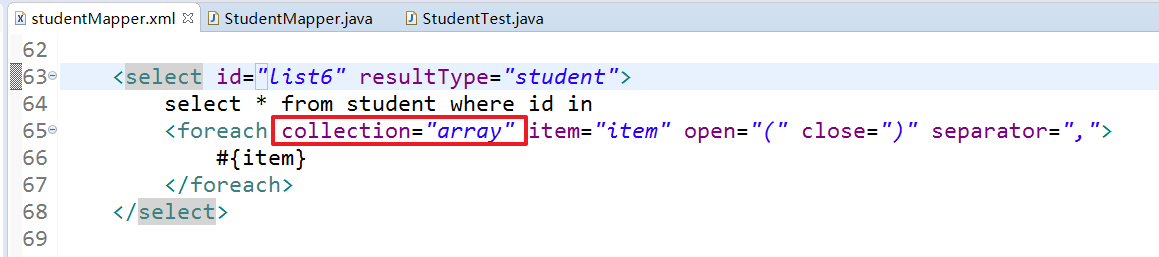 studentMapper.xml StudentMapper.java StudentTest.java
62
63 <select id="list6" resultType="student">
64 select * from student where id in
65 <foreach collection="array" item="item" open="(" close=")" separator=",">
66 #{item}
67 </foreach>
68 </select>
69